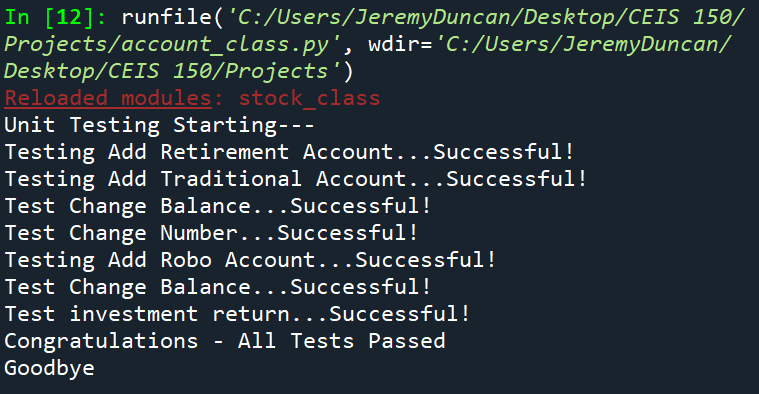 In [12]: runfile('C:/Users/JeremyDuncan/Desktop/CEIS 150/
Projects/account_class.py', wdir='C:/Users/JeremyDuncan/
Desktop/CEIS 150/Projects')
Reloaded modules: stock_class
Unit Testing Starting---
Testing Add Retirement Account...Successful!
Testing Add Traditional Account...Successful!
Test Change Balance...Successful!
Test Change Number...Successful!
Testing Add Robo Account...Successful!
Test Change Balance...Successful!
Test investment return...Successful!
Congratulations - All Tests Passed
Goodbye